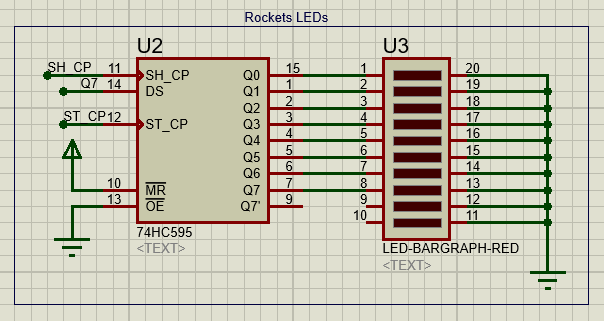 Rockets LEDs
U2
U3
SH_CP 11 SH_CP Q0 15 1 20
Q7 14 DS Q1 1 2 19
Q2 2 3 18
ST_CP 12 ST_CP Q3 3 4 17
Q4 4 5 16
Q5 5 6 15
Q6 6 7 14
10 MR Q7 7 8 13
13 OE Q7' 9 9 12
10 11
74HC595
<TEXT>
LED-BARGRAPH-RED
<TEXT>